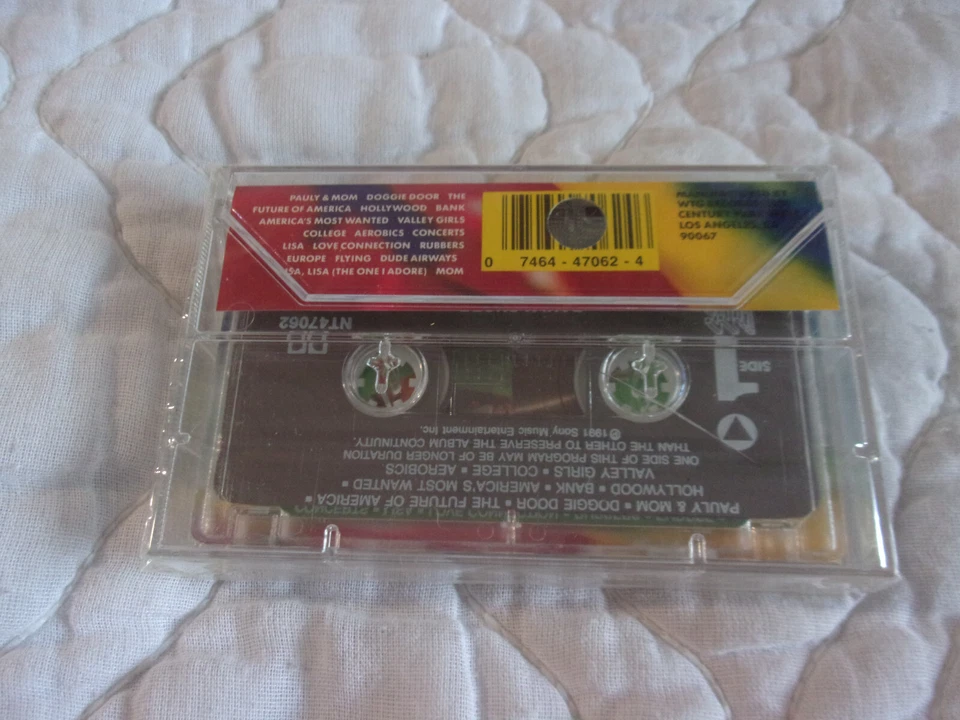 PAULY & MOM DOGGIE DOOR THE
FUTURE OF AMERICA HOLLYWOOD BANK
AMERICA'S MOST WANTED VALLEY GIRLS
COLLEGE AEROBICS CONCERTS
LISA LOVE CONNECTION RUBBERS
EUROPE FLYING DUDE AIRWAYS
LISA, LISA (THE ONE I ADORE) MOM
0 7464 - 47062 - 4
WTG
CENTURY
LOS ANGELES,
90067
NT47062
SIDE
1
℗ 1991 Sony Music Entertainment Inc.
THAN THE OTHER TO PRESERVE THE ALBUM CONTINUITY.
ONE SIDE OF THIS PROGRAM MAY BE OF LONGER DURATION
VALLEY GIRLS ▪ COLLEGE ▪ AEROBICS
HOLLYWOOD ▪ BANK ▪ AMERICA'S MOST WANTED ▪
PAULY & MOM ▪ DOGGIE DOOR ▪ THE FUTURE OF AMERICA ▪